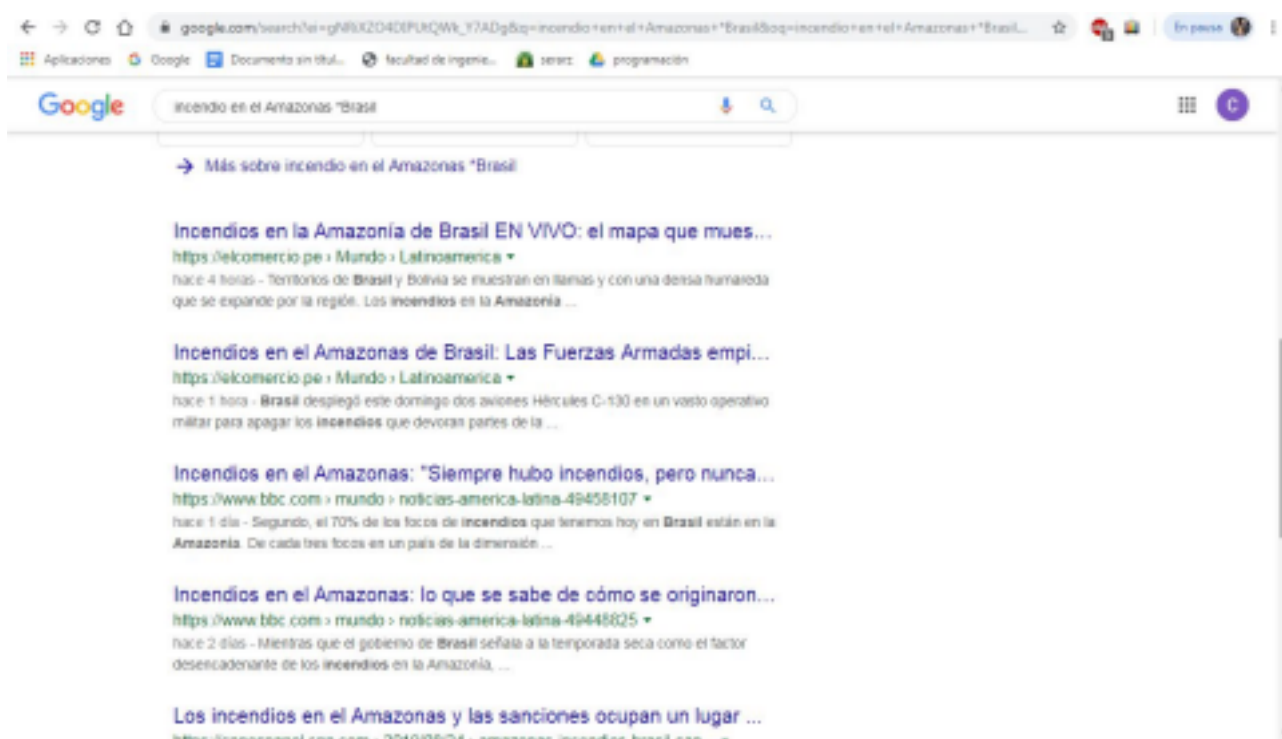 google.com/search?
Aplicaciones Google Documento sin títul... facultad de ingenie... programación
En pausa
Google
incendio en el Amazonas *Brasil
C
Más sobre incendio en el Amazonas *Brasil
Incendios en la Amazonía de Brasil EN VIVO: el mapa que mues...
https://elcomercio.pe › Mundo › Latinoamerica
hace 4 horas - Territorios de Brasil y Bolivia se muestran en llamas y con una densa humareda
que se expande por la región. Los incendios en la Amazonía ...
Incendios en el Amazonas de Brasil: Las Fuerzas Armadas empi...
https://elcomercio.pe › Mundo › Latinoamerica
hace 1 hora - Brasil desplegó este domingo dos aviones Hércules C-130 en un vasto operativo
militar para apagar los incendios que devoran partes de la ...
Incendios en el Amazonas: "Siempre hubo incendios, pero nunca...
https://www.bbc.com › mundo › noticias-america-latina-49458107
hace 1 día - Segundo, el 70% de los focos de incendios que tenemos hoy en Brasil están en la
Amazonía. De cada tres focos en un país de la dimensión ...
Incendios en el Amazonas: lo que se sabe de cómo se originaron...
https://www.bbc.com › mundo › noticias-america-latina-49448825
hace 2 días - Mientras que el gobierno de Brasil señala a la temporada seca como el factor
desencadenante de los incendios en la Amazonía, ...
Los incendios en el Amazonas y las sanciones ocupan un lugar ...